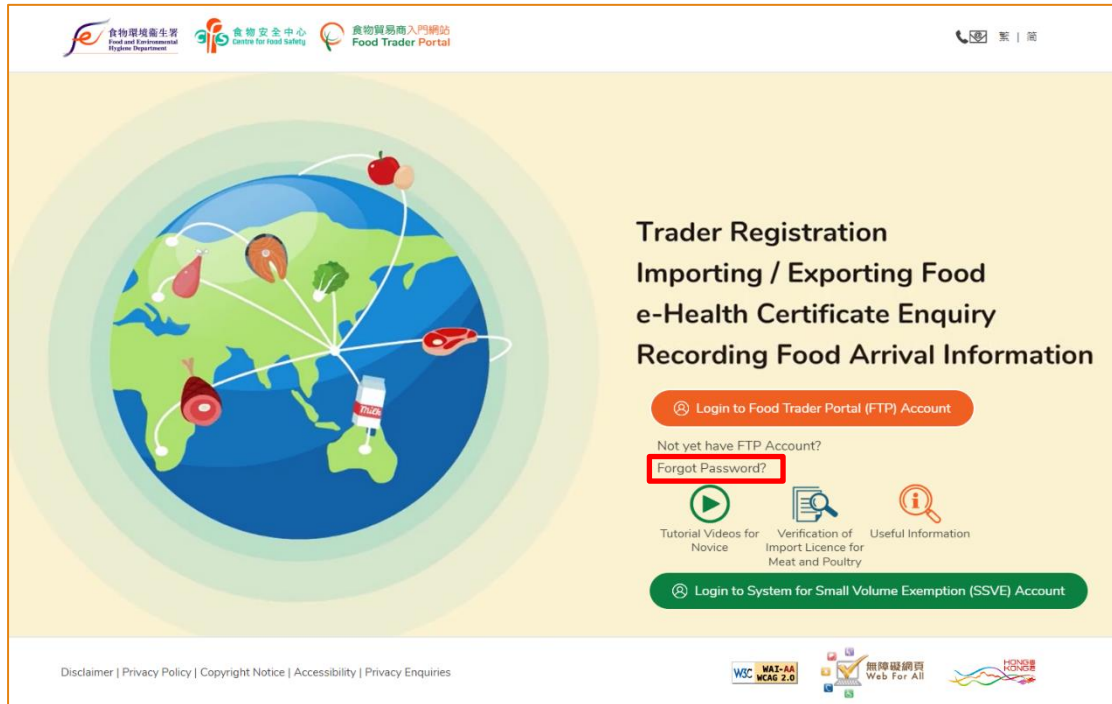 食物環境衞生署
Food and Environmental
Hygiene Department
食物安全中心
Centre for Food Safety
食物貿易商入門網站
Food Trader Portal
繁 | 简
Trader Registration
Importing / Exporting Food
e-Health Certificate Enquiry
Recording Food Arrival Information
Login to Food Trader Portal (FTP) Account
Not yet have FTP Account?
Forgot Password?
Tutorial Videos for
Novice
Verification of
Import Licence for
Meat and Poultry
Useful Information
Login to System for Small Volume Exemption (SSVE) Account
Milk
Disclaimer | Privacy Policy | Copyright Notice | Accessibility | Privacy Enquiries
W3C WAI-AA
WCAG 2.0
無障礙網頁
Web For All
HONG
KONG